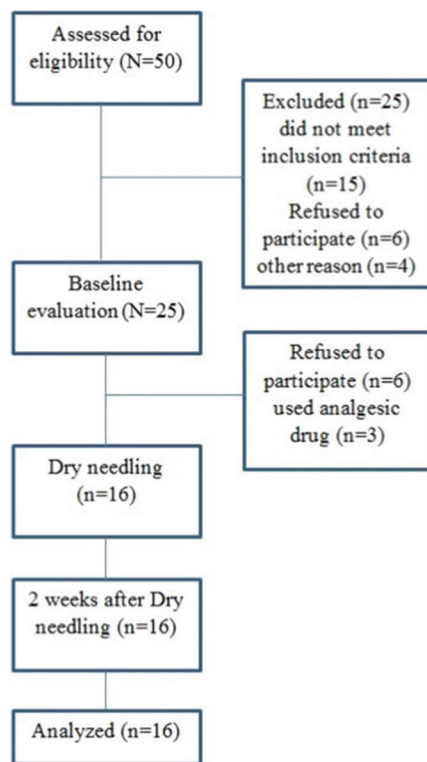 Assessed for
eligibility (N=50)
Excluded (n=25)
did not meet
inclusion criteria
(n=15)
Refused to
participate (n=6)
other reason (n=4)
Baseline
evaluation (N=25)
Refused to
participate (n=6)
used analgesic
drug (n=3)
Dry needling
(n=16)
2 weeks after Dry
needling (n=16)
Analyzed (n=16)